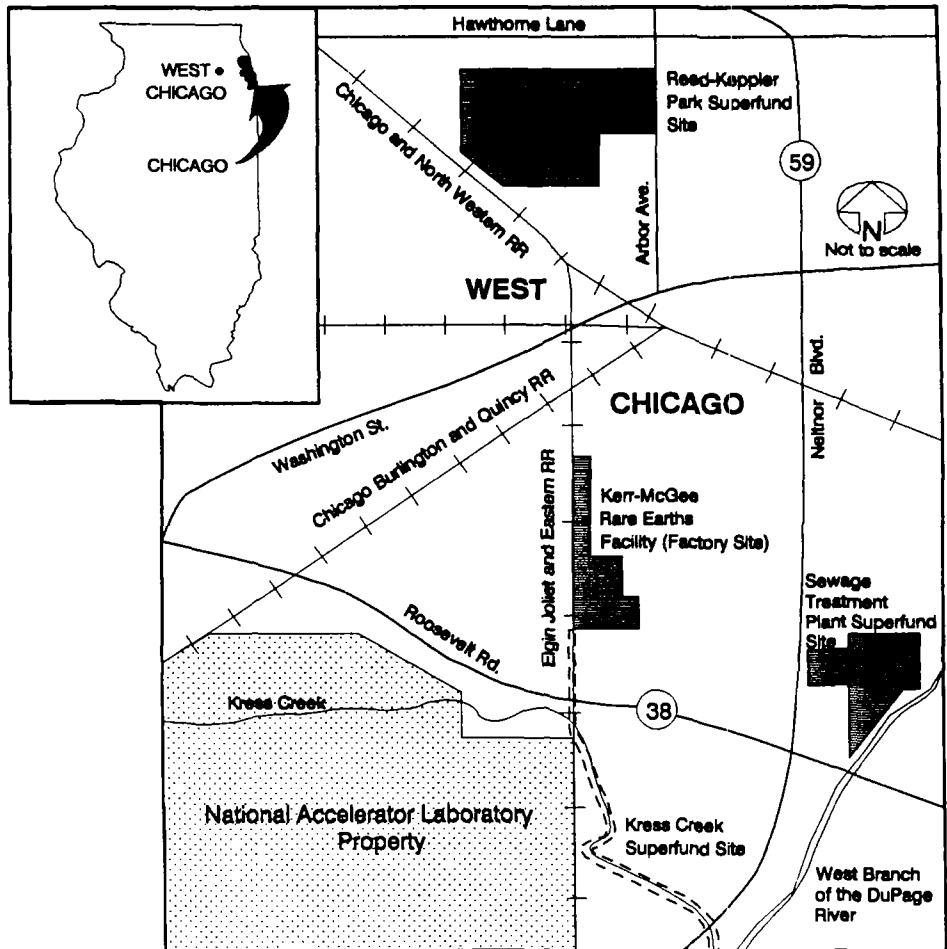 Hawthorne Lane
WEST
CHICAGO
CHICAGO
Chicago and North Western RR
Reed-Keppler
Park Superfund
Site
59
Arbor Ave.
N
Not to scale
WEST
CHICAGO
Neltnor Blvd.
Washington St.
Chicago Burlington and Quincy RR
Elgin Joliet and Eastern RR
Kerr-McGee
Rare Earths
Facility (Factory Site)
Sewage
Treatment
Plant Superfund
Site
Roosevelt Rd.
38
Kress Creek
National Accelerator Laboratory
Property
Kress Creek
Superfund Site
West Branch
of the DuPage
River